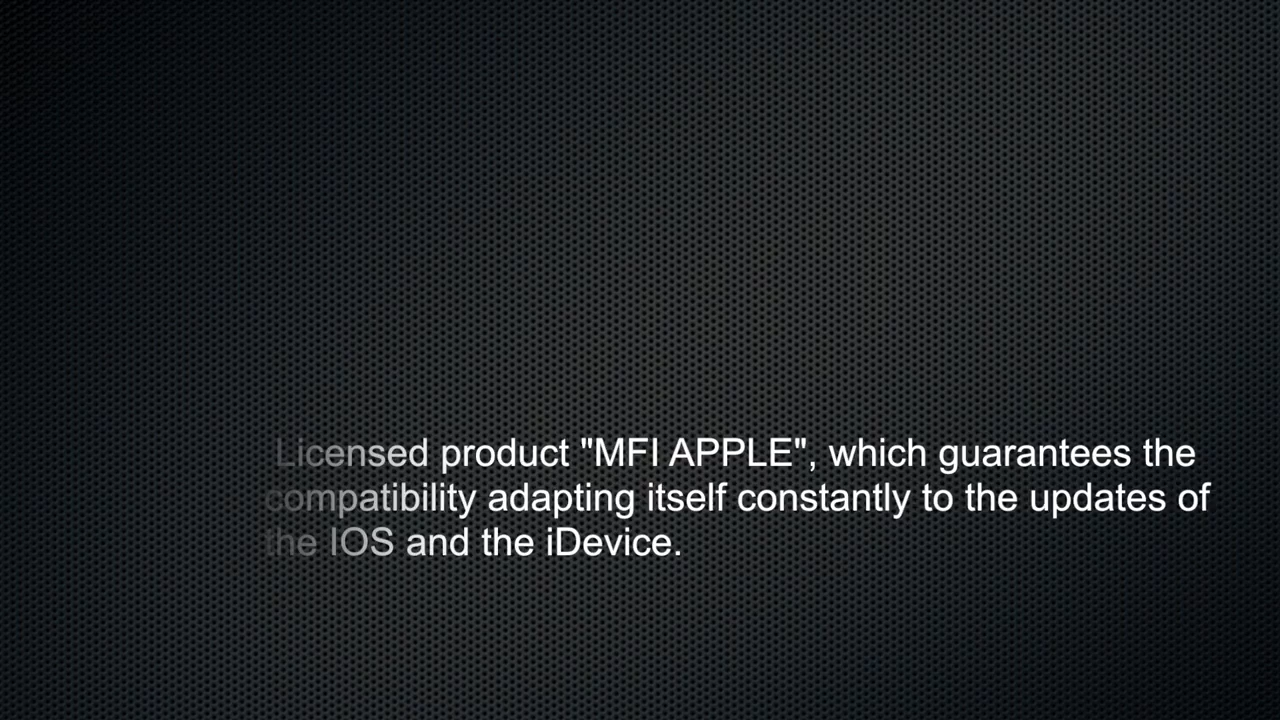 Licensed product "MFI APPLE", which guarantees the
compatibility adapting itself constantly to the updates of
the IOS and the iDevice.